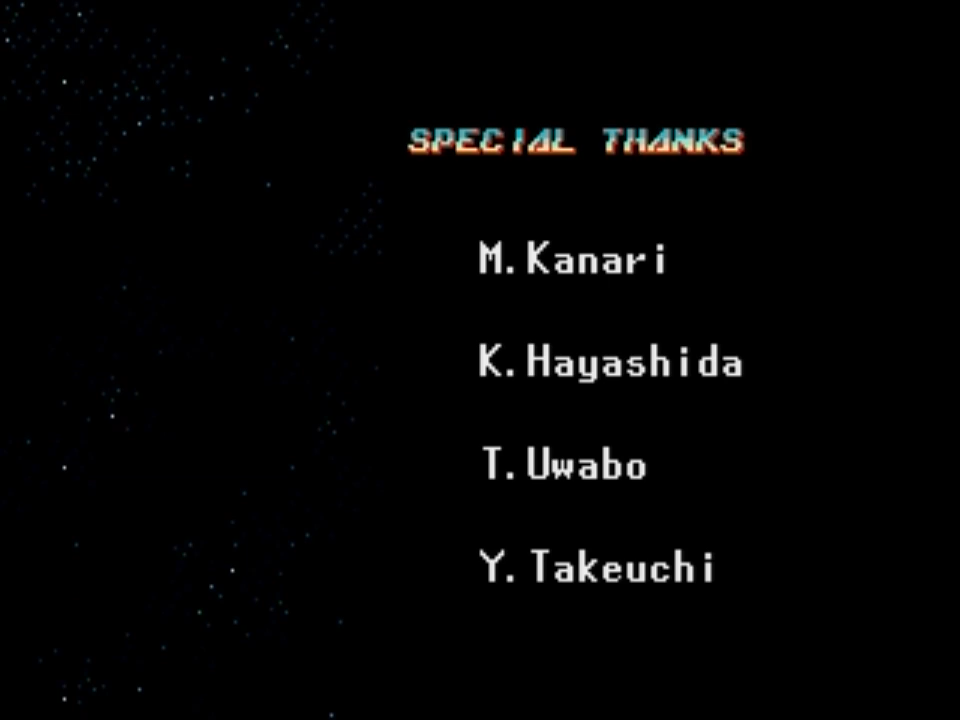 SPECIAL THANKS
M.Kanari
K.Hayashida
T.Uwabo
Y.Takeuchi